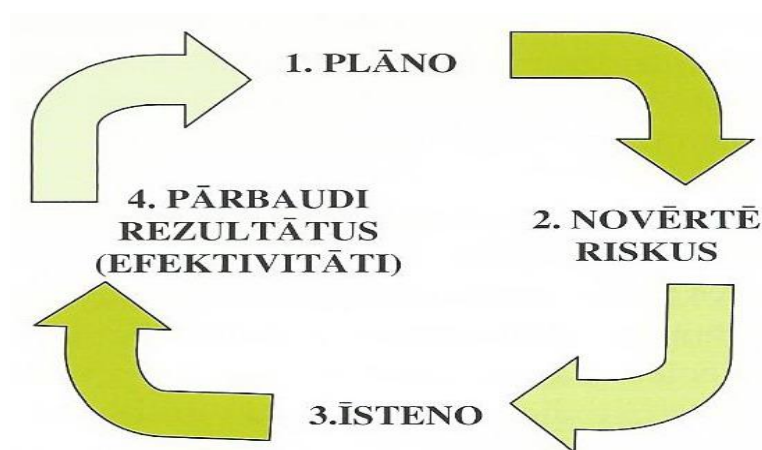 1. PLĀNO
2. NOVĒRTĒ
RISKUS
3.ĪSTENO
4. PĀRBAUDI
REZULTĀTUS
(EFEKTIVITĀTI)